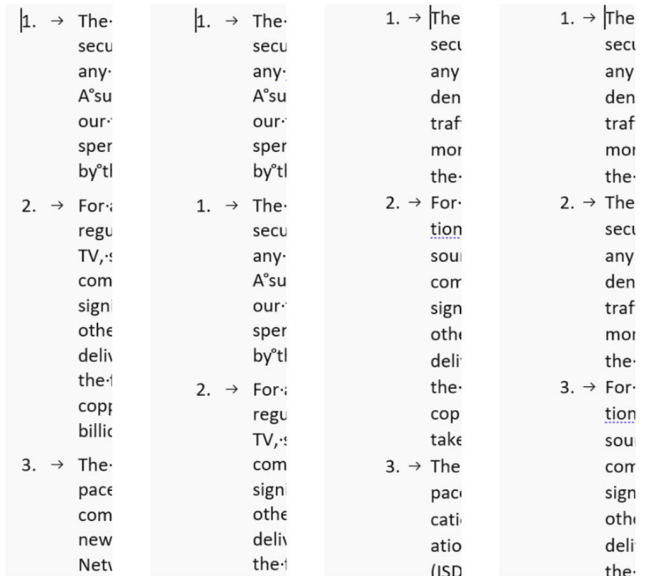 1. → The·
secu
any·
A°su
our·
sper
by°tl
2. → For·
regu
TV,·
com
signi
othe
deliv
the·
copp
billio
3. → The·
pace
com
new
Netv
1. → The·
secu
any·
A°su
our·
sper
by°tl
1. → The·
secu
any·
A°su
our·
sper
by°tl
2. → For·
regu
TV,·
com
signi
othe
deliv
the·
1. → The
secu
any
den
traf
mor
the·
2. → For·
tion
sou
com
sign
othe
deli
the·
cop
take
3. → The
pac
cati
atio
(ISD
1. → The
secu
any
den
traf
mor
the·
2. → The
secu
any
den
traf
mor
the·
3. → For·
tion
sou
com
sign
othe
deli
the·